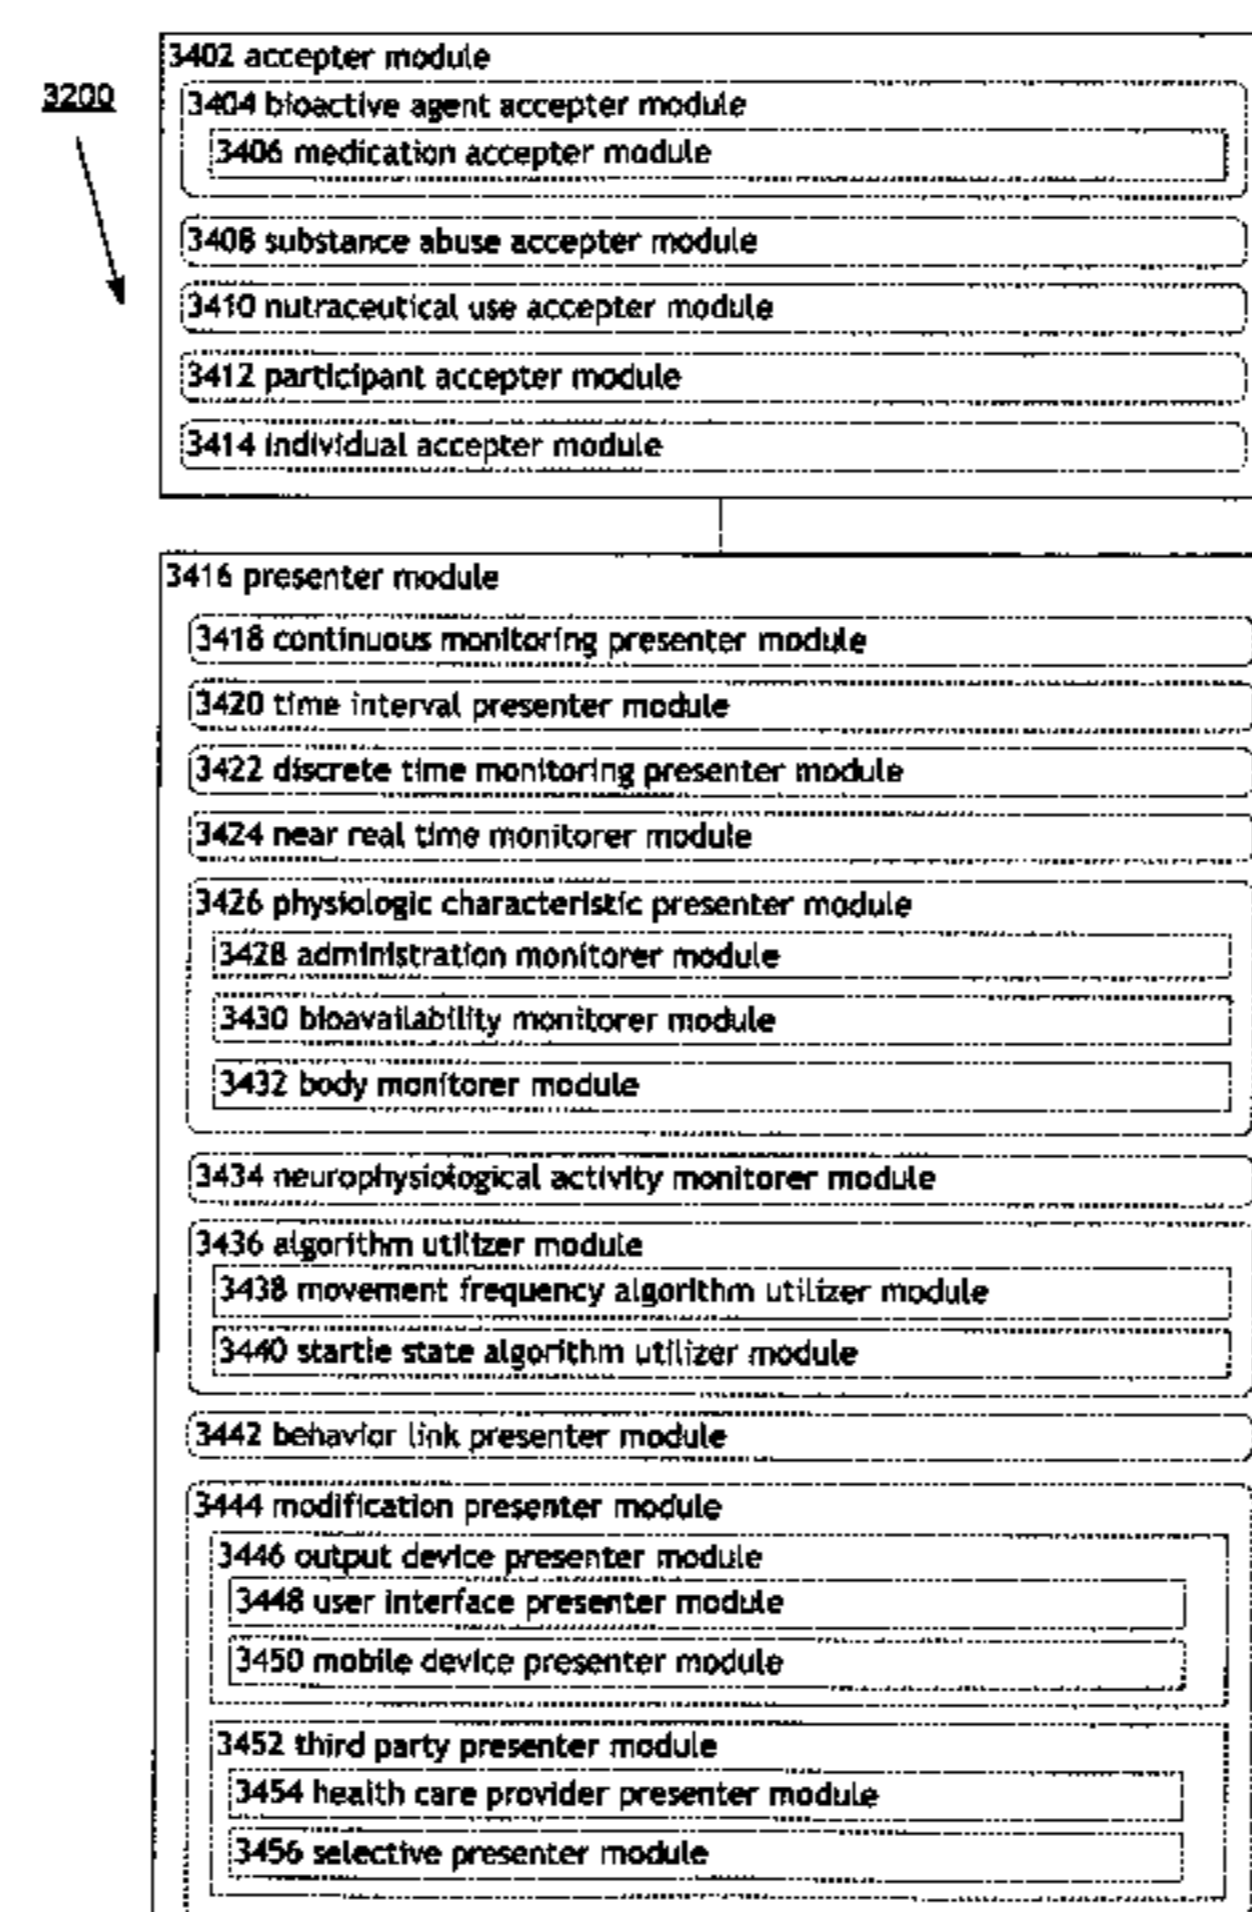 3200
3402 accepter module
3404 bioactive agent accepter module
3406 medication accepter module
3408 substance abuse accepter module
3410 nutraceutical use accepter module
3412 participant accepter module
3414 individual accepter module
3416 presenter module
3418 continuous monitoring presenter module
3420 time interval presenter module
3422 discrete time monitoring presenter module
3424 near real time monitorer module
3426 physiologic characteristic presenter module
3428 administration monitorer module
3430 bioavailability monitorer module
3432 body monitorer module
3434 neurophysiological activity monitorer module
3436 algorithm utilizer module
3438 movement frequency algorithm utilizer module
3440 startle state algorithm utilizer module
3442 behavior link presenter module
3444 modification presenter module
3446 output device presenter module
3448 user interface presenter module
3450 mobile device presenter module
3452 third party presenter module
3454 health care provider presenter module
3456 selective presenter module